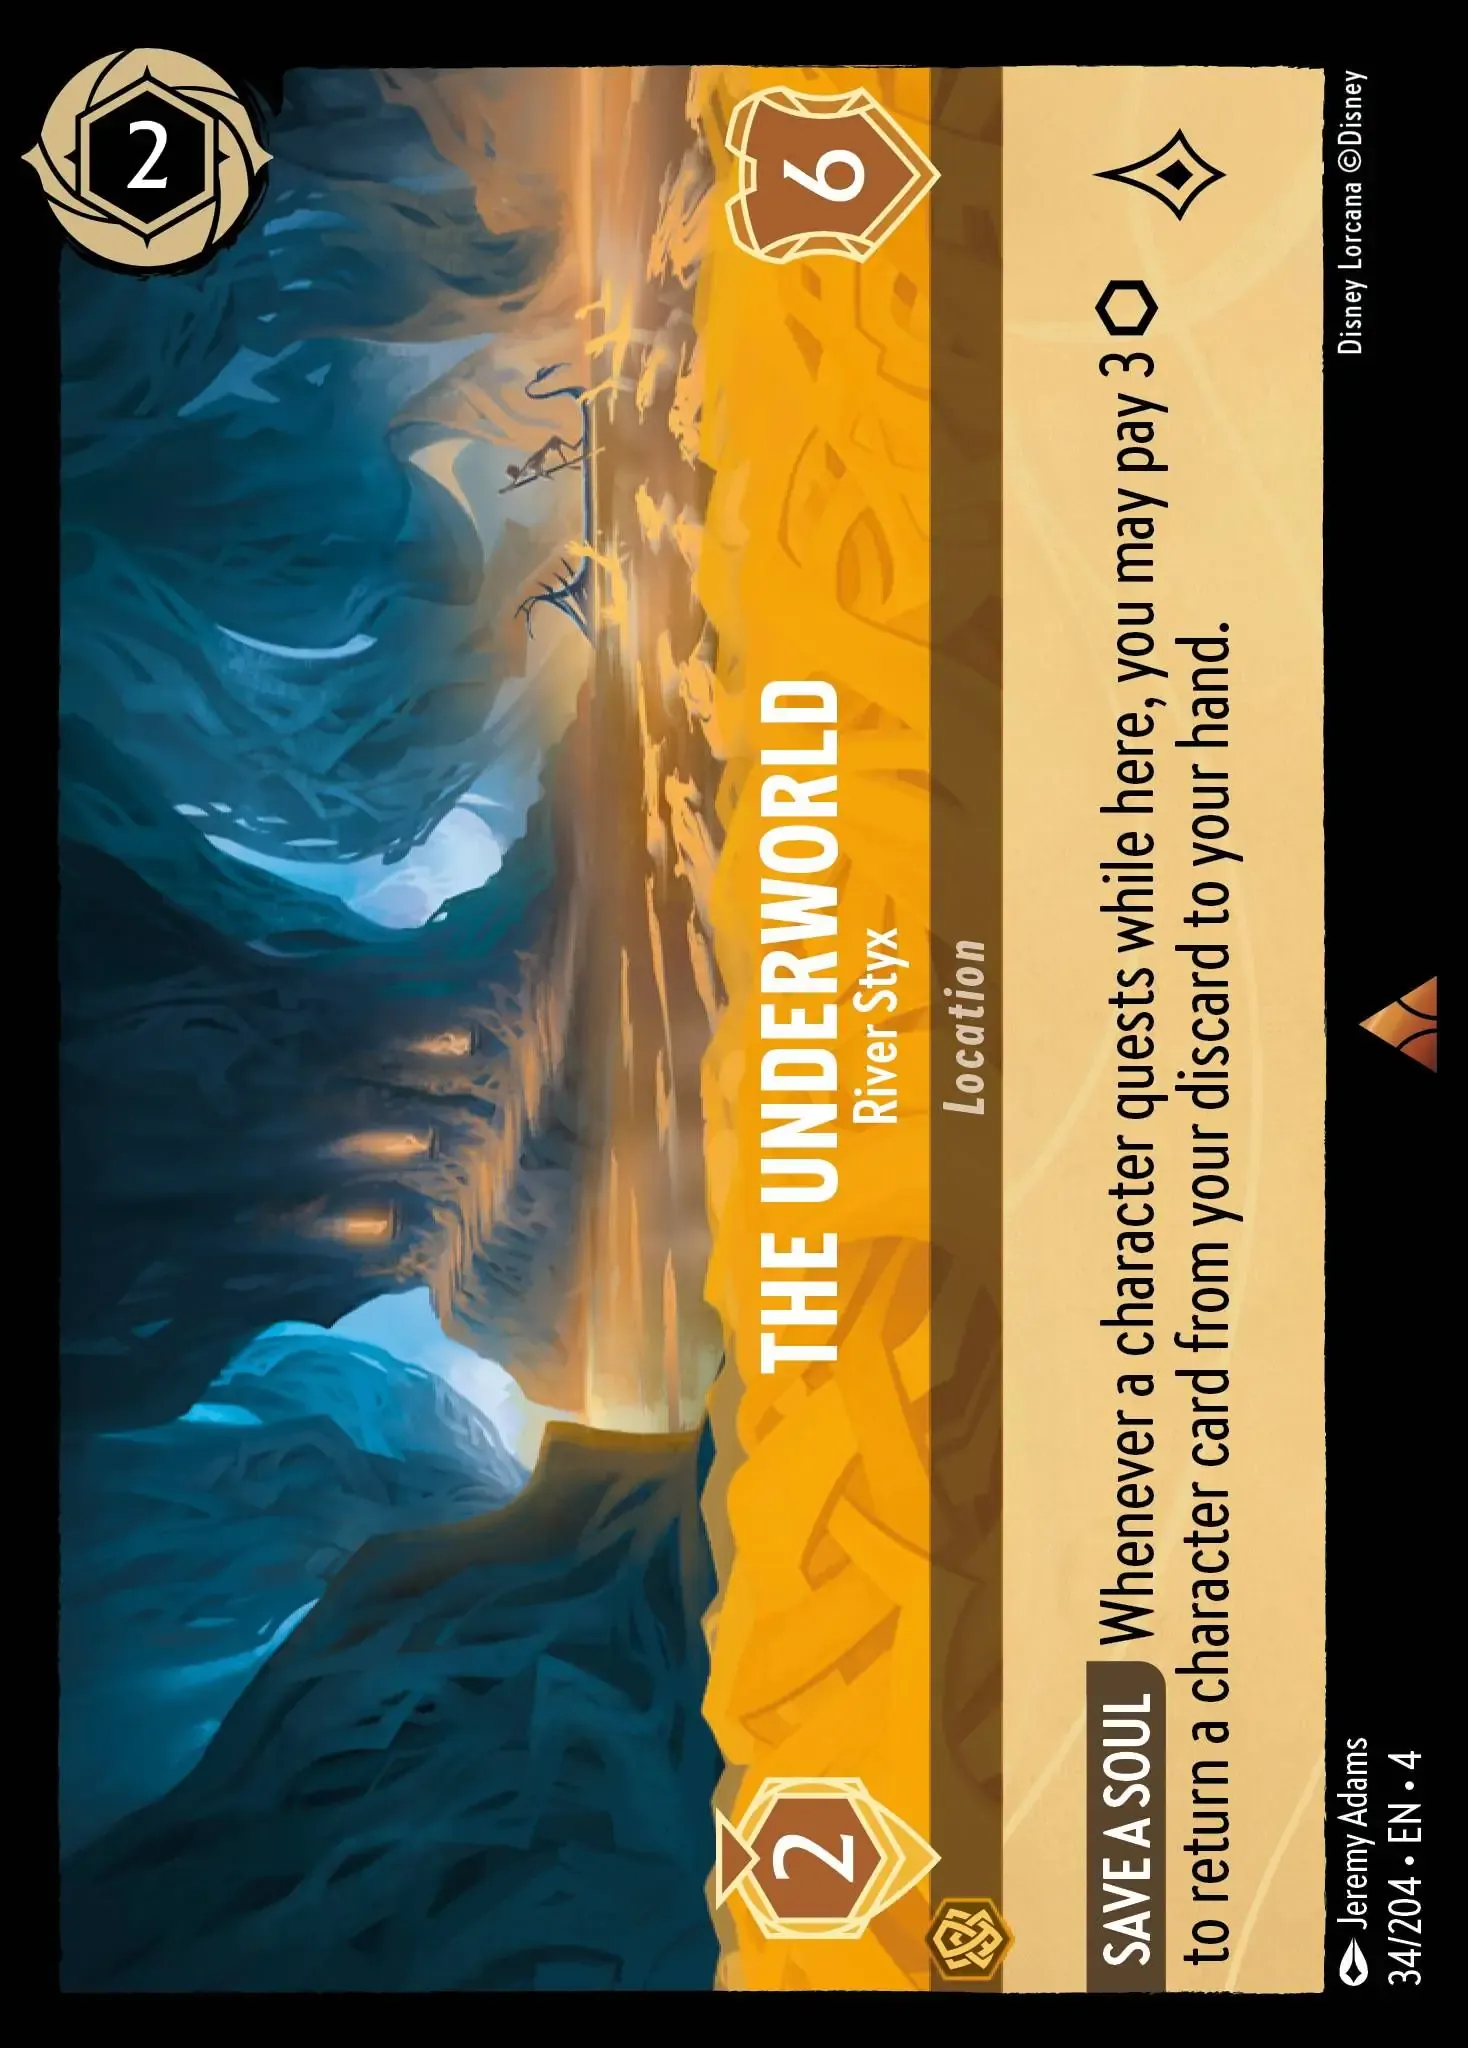 2
THE UNDERWORLD
River Styx
2
6
Location
SAVE A SOUL Whenever a character quests while here, you may pay 3
to return a character card from your discard to your hand.
Jeremy Adams
34/204 • EN • 4
Disney Lorcana ©Disney